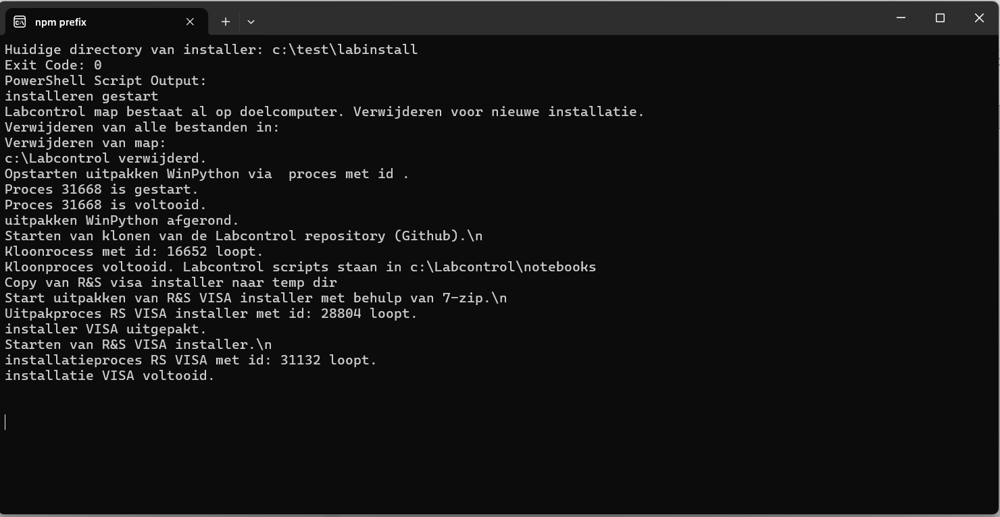 npm prefix
Huidige directory van installer: c:\test\labinstall
Exit Code: 0
PowerShell Script Output:
installeren gestart
Labcontrol map bestaat al op doelcomputer. Verwijderen voor nieuwe installatie.
Verwijderen van alle bestanden in:
Verwijderen van map:
c:\Labcontrol verwijderd.
Opstarten uitpakken WinPython via  proces met id .
Proces 31668 is gestart.
Proces 31668 is voltooid.
uitpakken WinPython afgerond.
Starten van klonen van de Labcontrol repository (Github).\n
Kloonrocess met id: 16652 loopt.
Kloonproces voltooid. Labcontrol scripts staan in c:\Labcontrol\notebooks
Copy van R&S visa installer naar temp dir
Start uitpakken van R&S VISA installer met behulp van 7-zip.\n
Uitpakproces RS VISA installer met id: 28804 loopt.
installer VISA uitgepakt.
Starten van R&S VISA installer.\n
installatieproces RS VISA met id: 31132 loopt.
installatie VISA voltooid.